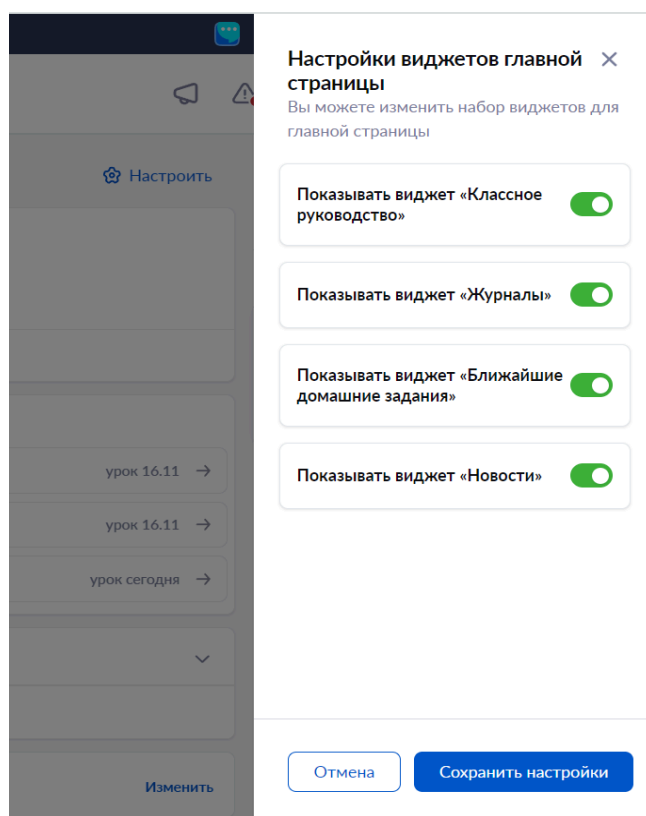 Настройки виджетов главной
страницы
Вы можете изменить набор виджетов для
главной страницы
Настроить
Показывать виджет «Классное
руководство»
Показывать виджет «Журналы»
Показывать виджет «Ближайшие
домашние задания»
урок 16.11
Показывать виджет «Новости»
урок 16.11
урок сегодня
Отмена
Сохранить настройки
Изменить